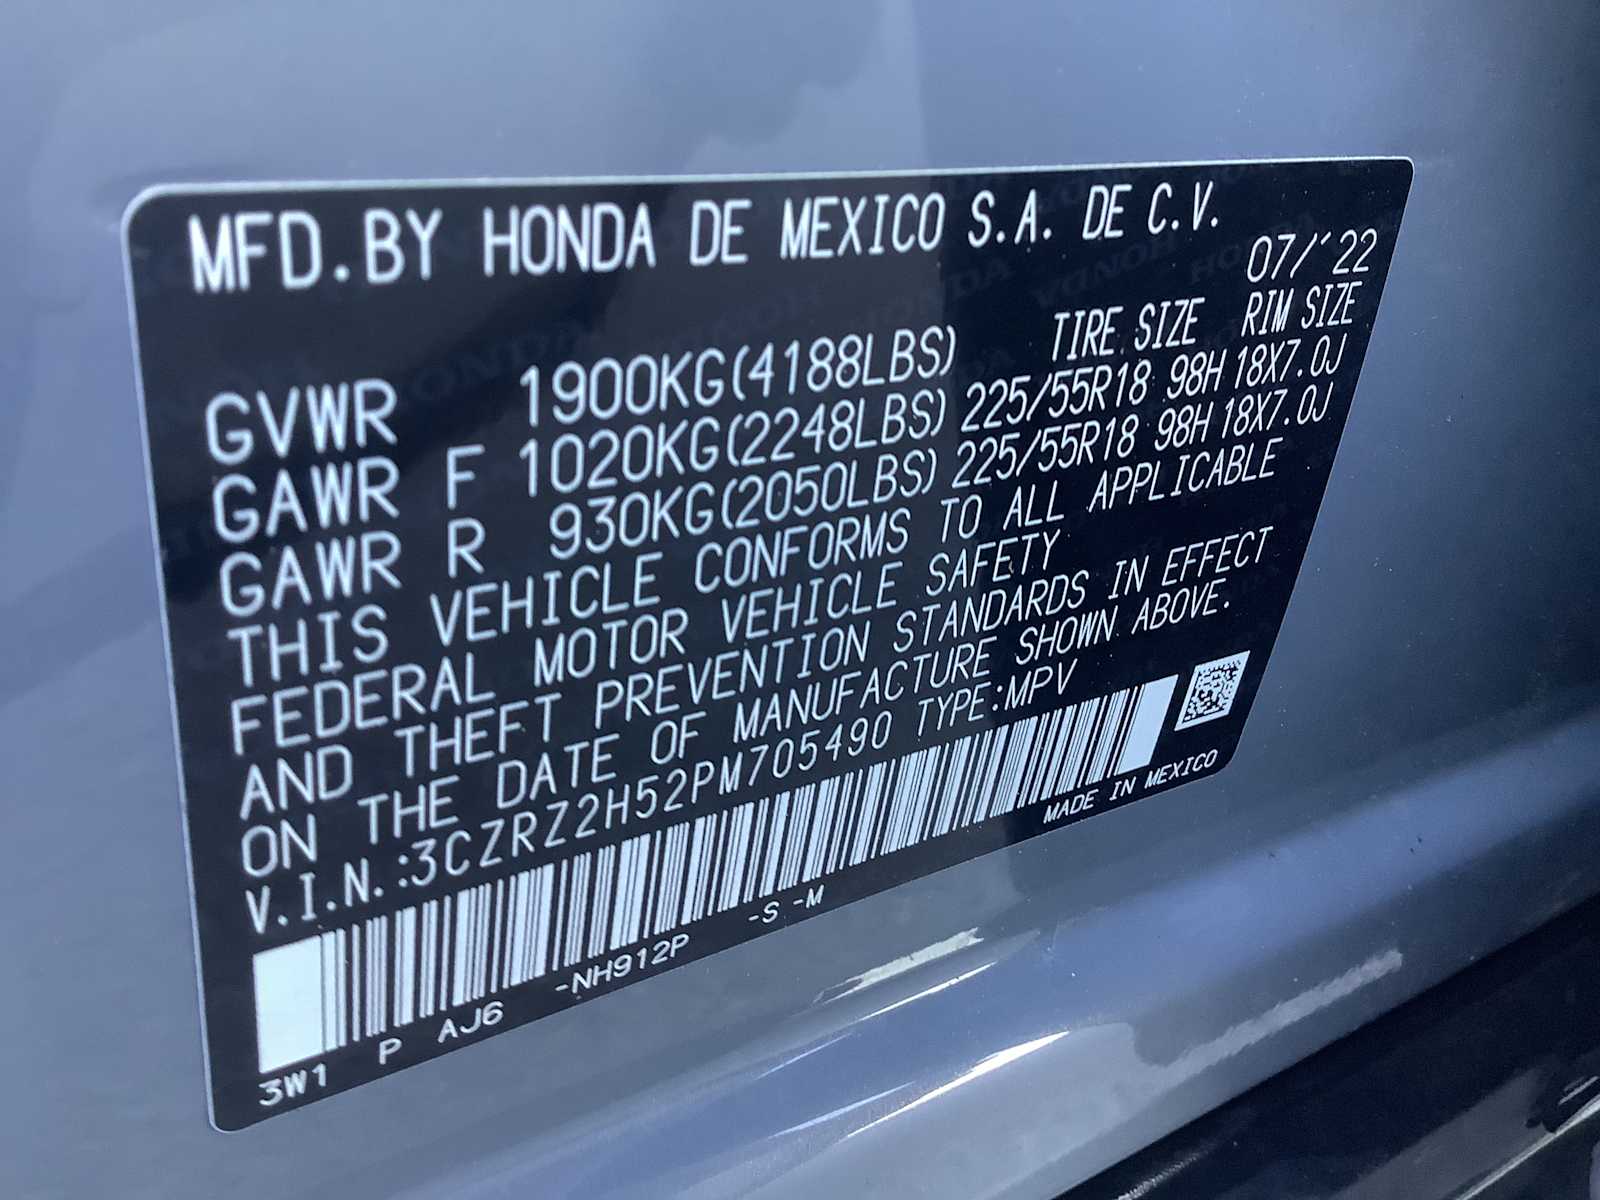 MFD.BY HONDA DE MEXICO S.A. DE C.V.
07/'22
TIRE SIZE RIM SIZE
GVWR 1900KG(4188LBS)
GAWR F 1020KG(2248LBS) 225/55R18 98H 18X7.0J
GAWR R 930KG(2050LBS) 225/55R18 98H 18X7.0J
THIS VEHICLE CONFORMS TO ALL APPLICABLE
FEDERAL MOTOR VEHICLE SAFETY
AND THEFT PREVENTION STANDARDS IN EFFECT
ON THE DATE OF MANUFACTURE SHOWN ABOVE.
V.I.N.:3CZRZ2H52PM705490 TYPE:MPV
MADE IN MEXICO
3W1 P AJ6 -NH912P -S -M